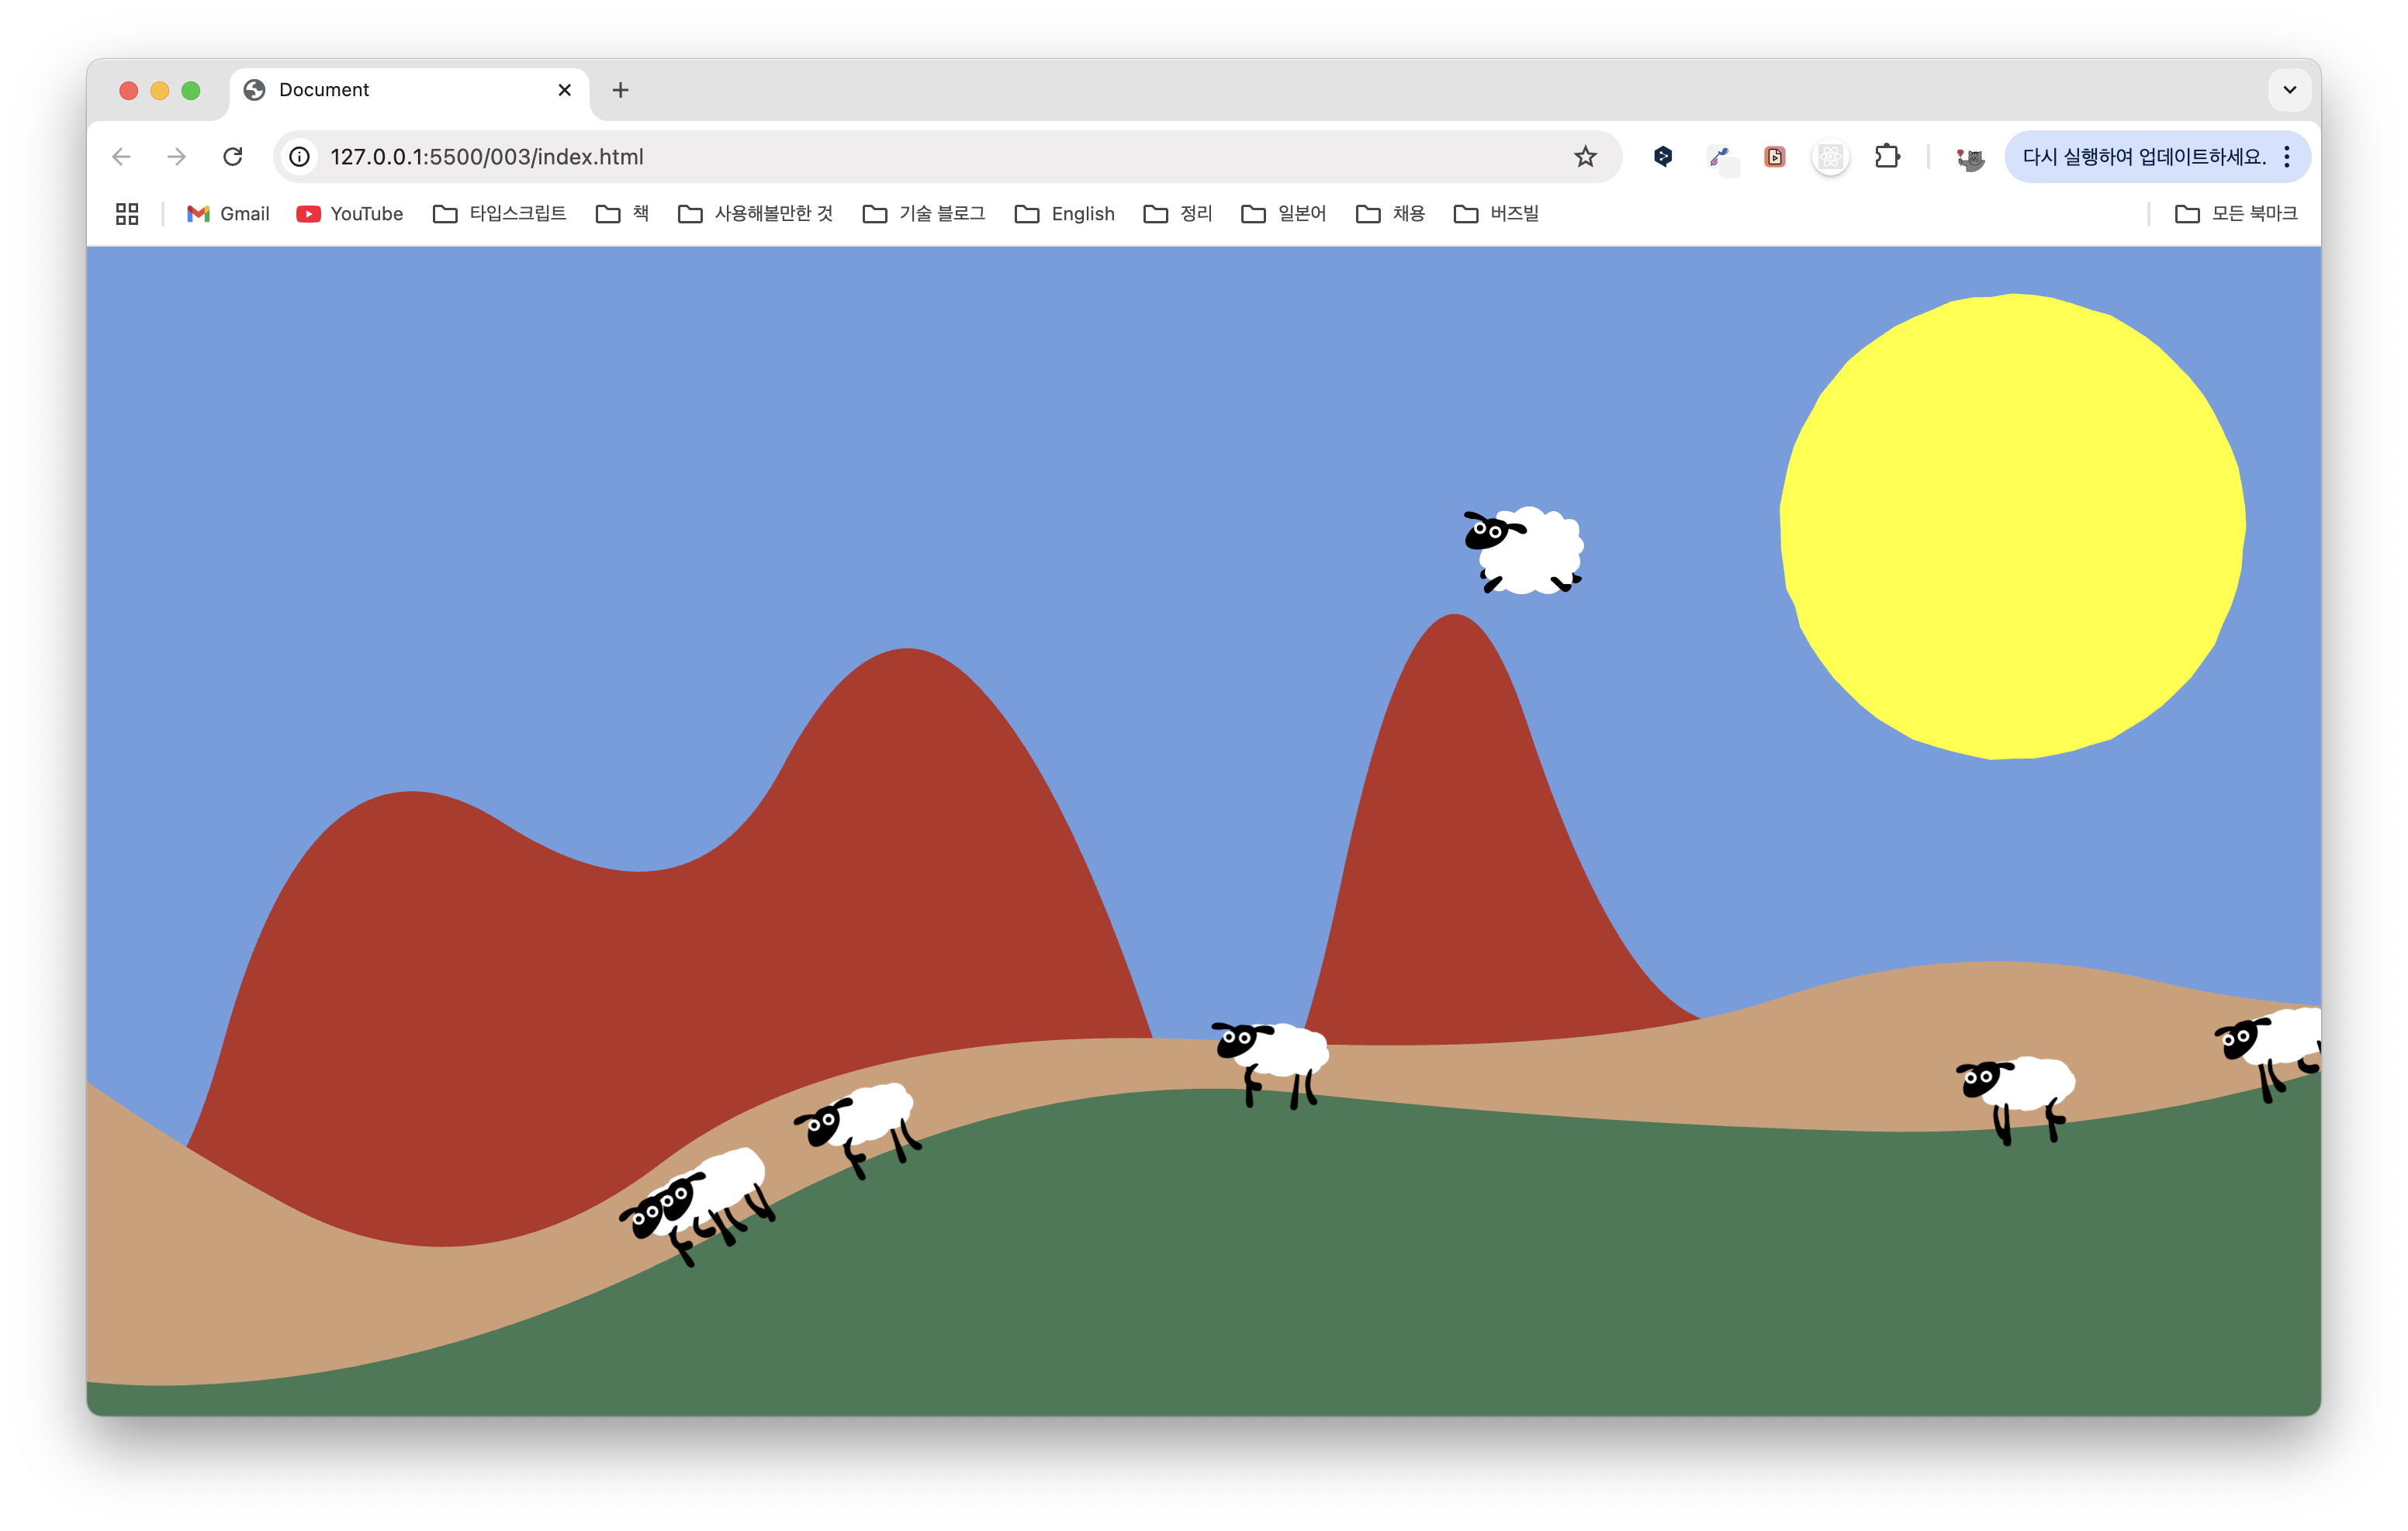 Document
127.0.0.1:5500/003/index.html
다시 실행하여 업데이트하세요.
Gmail YouTube 타입스크립트 책 사용해볼만한 것 기술 블로그 English 정리 일본어 채용 버즈빌 모든 북마크